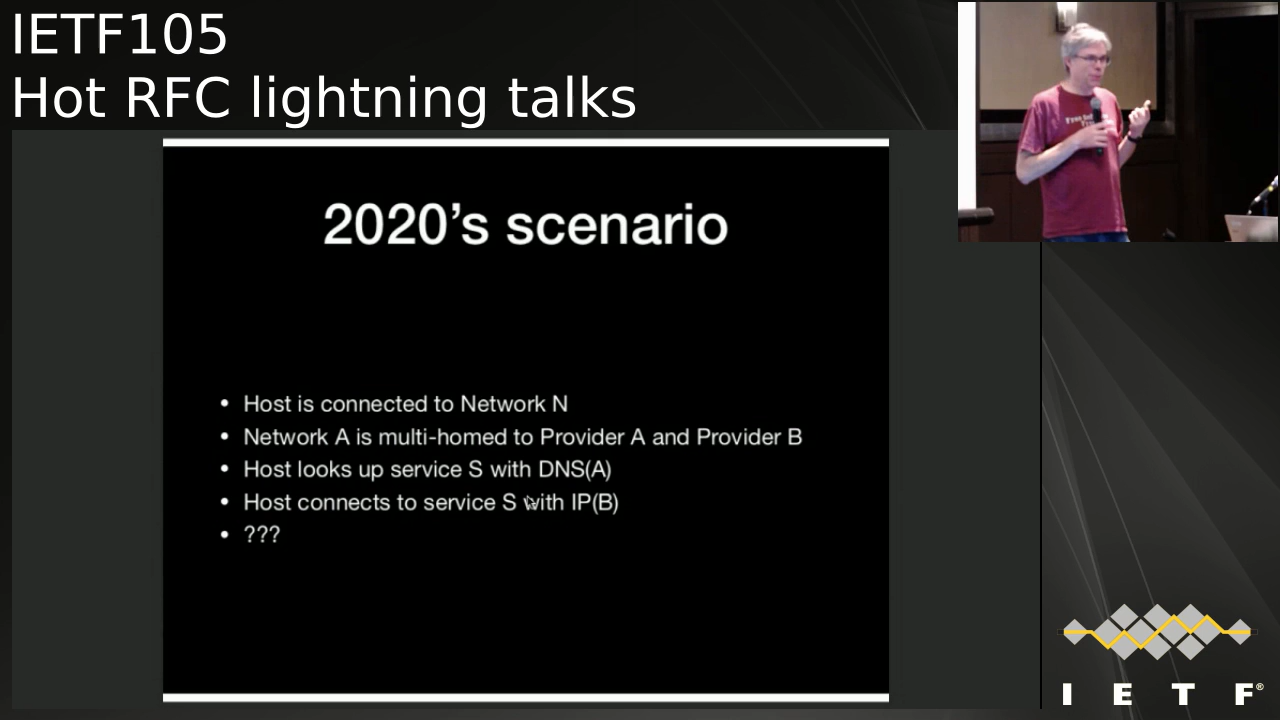 IETF105
Hot RFC lightning talks
2020’s scenario
• Host is connected to Network N
• Network A is multi-homed to Provider A and Provider B
• Host looks up service S with DNS(A)
• Host connects to service S with IP(B)
• ???
I E T F®